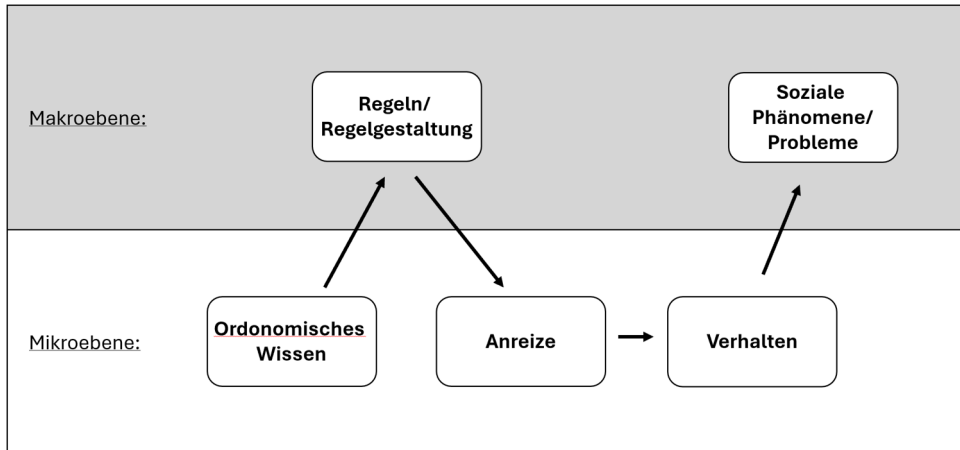 Makroebene:
Regeln/
Regelgestaltung
Soziale
Phänomene/
Probleme
Mikroebene:
Ordonomisches
Wissen
Anreize
Verhalten